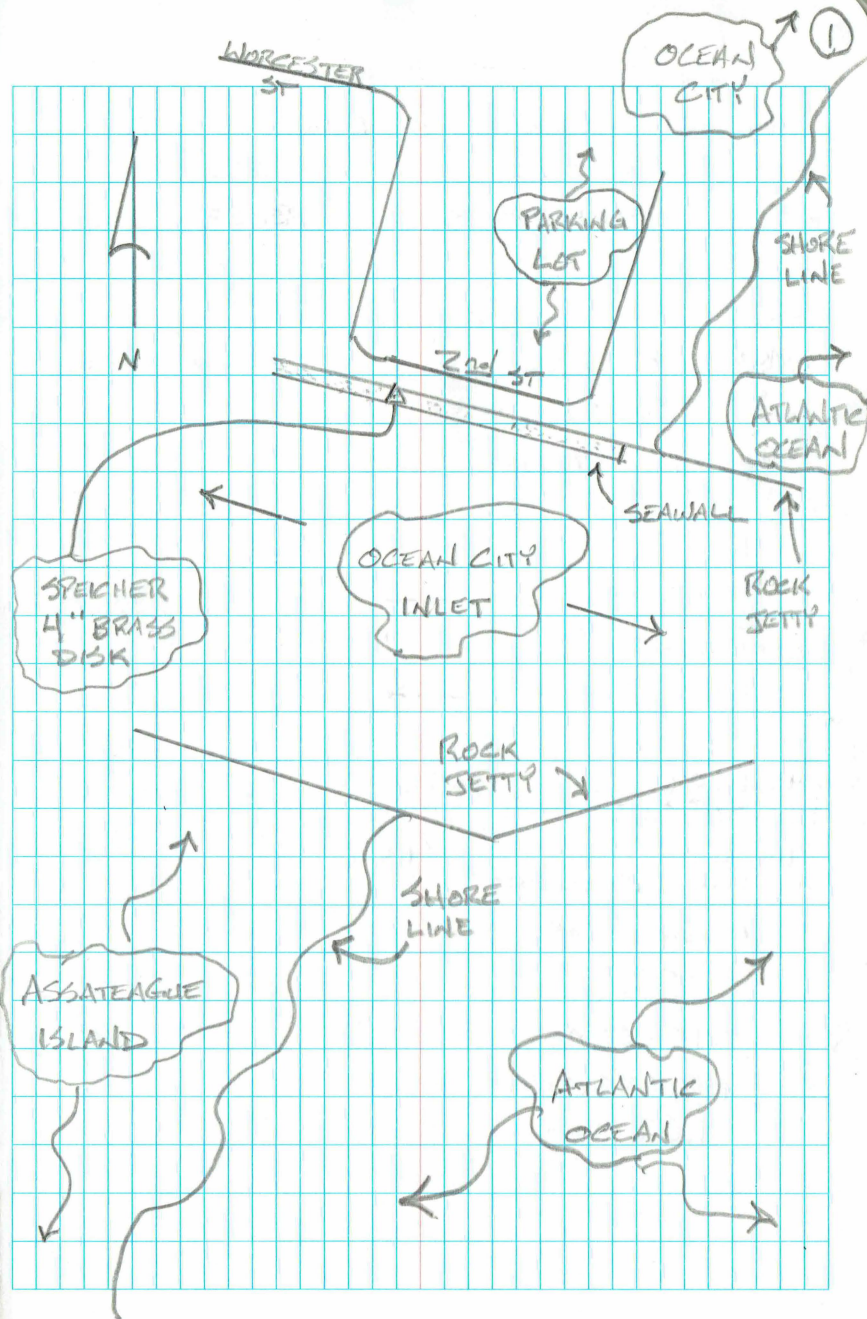 OCEAN
CITY
1
WORCESTER
ST
PARKING
LOT
SHORE
LINE
N
2nd ST
ATLANTIC
OCEAN
SEAWALL
OCEAN CITY
INLET
ROCK
JETTY
SPEICHER
4" BRASS
DISK
ROCK
JETTY
SHORE
LINE
ASSATEAGUE
ISLAND
ATLANTIC
OCEAN